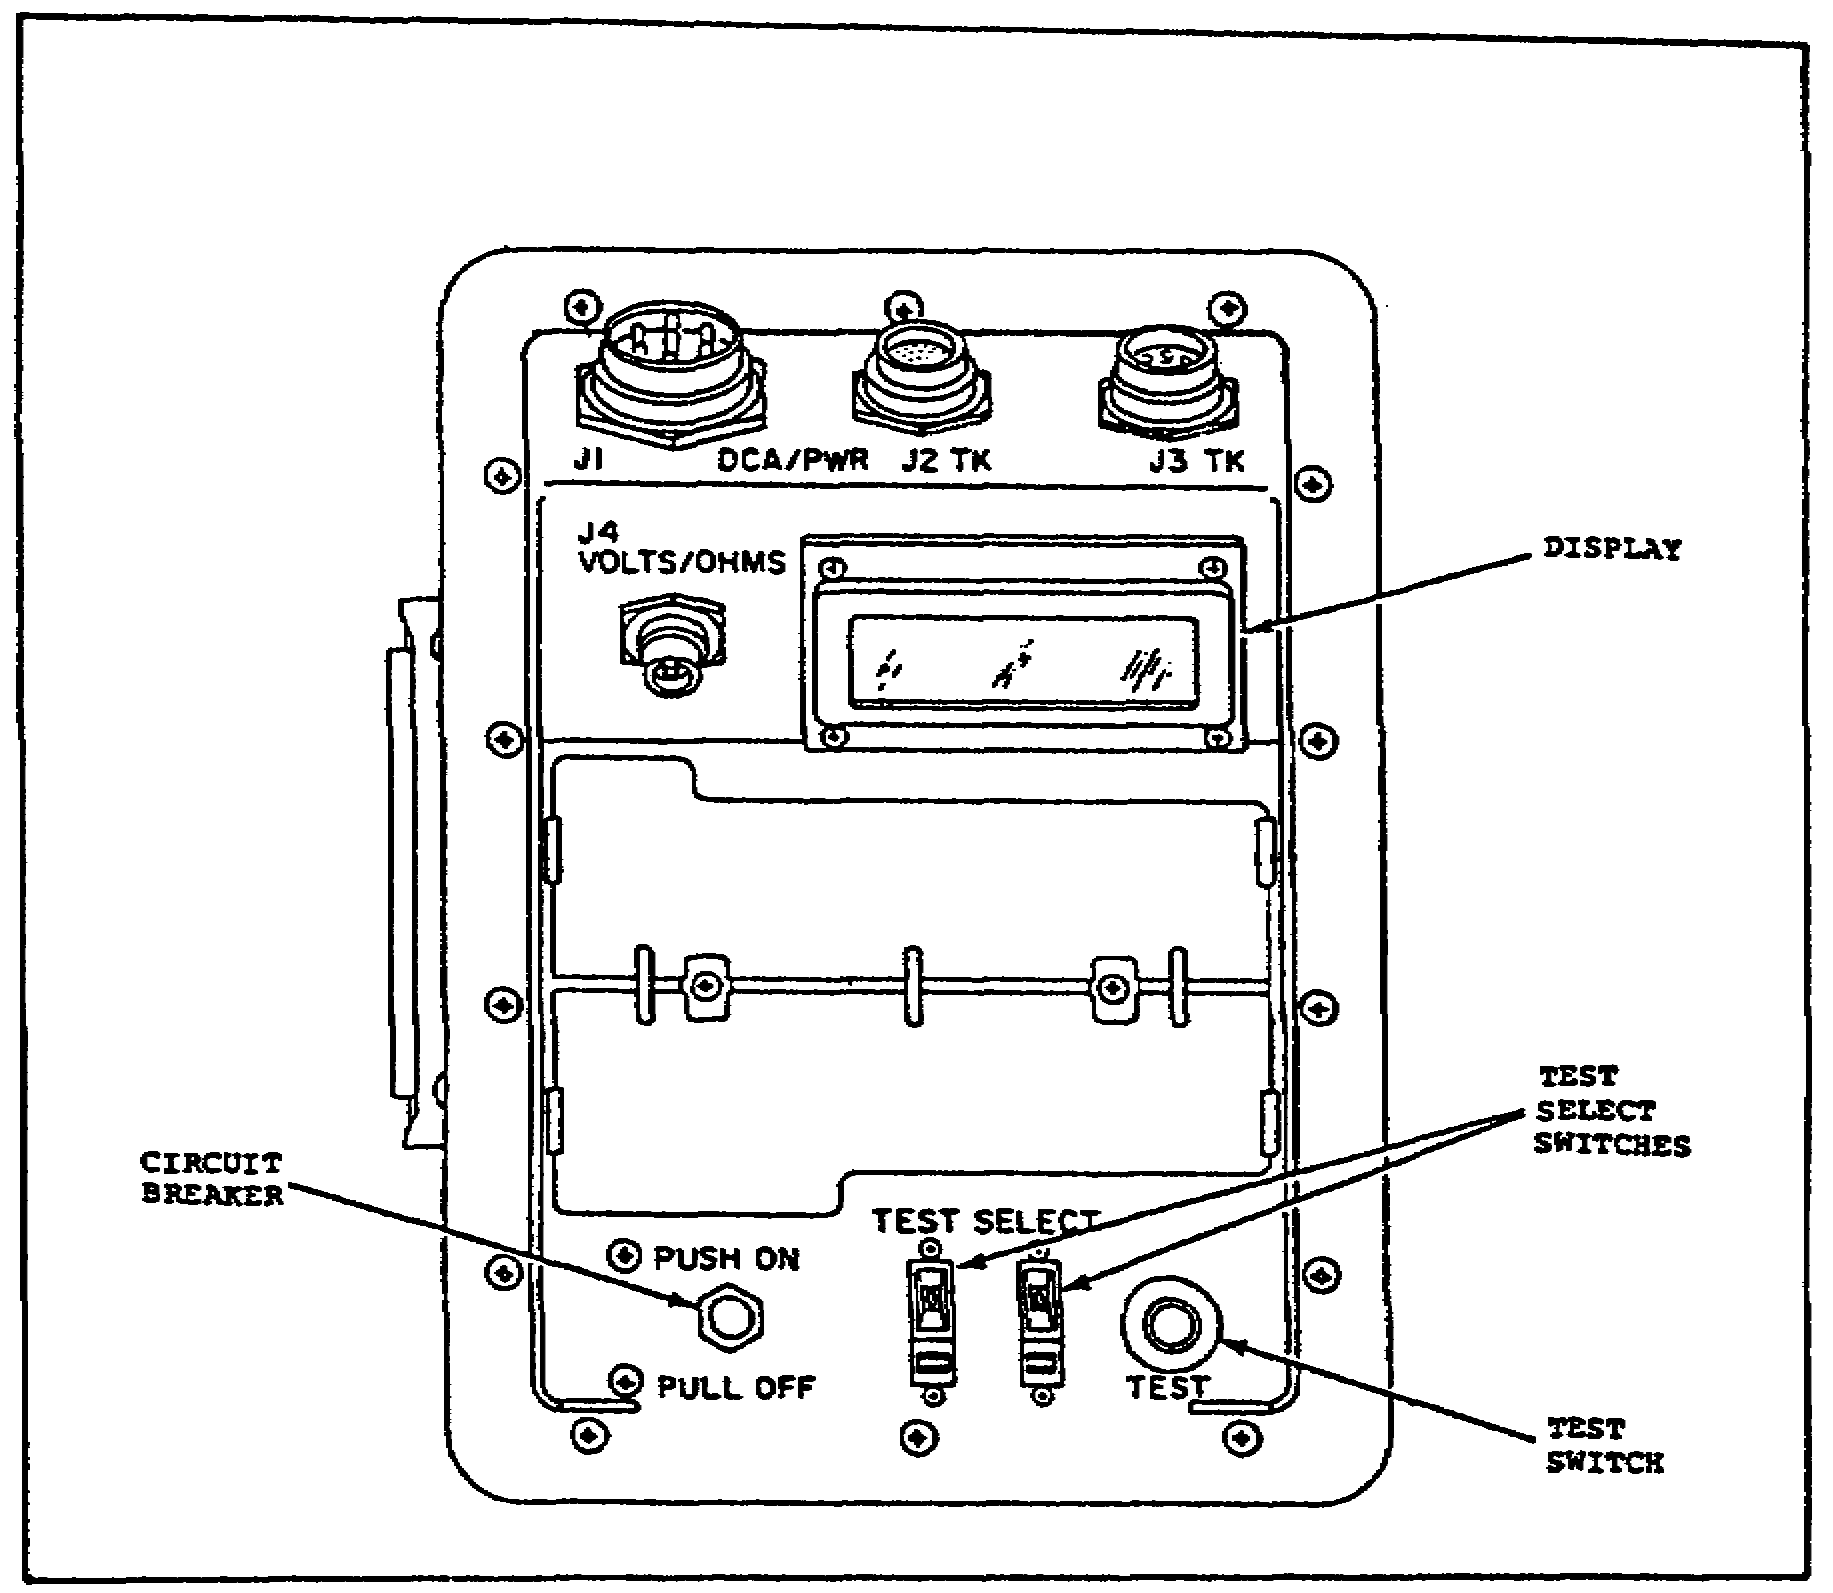 J1 DCA/PWR J2 TK J3 TK
J4
VOLTS/OHMS
DISPLAY
TEST
SELECT
SWITCHES
CIRCUIT
BREAKER
TEST SELECT
PUSH ON
PULL OFF
TEST
TEST
SWITCH